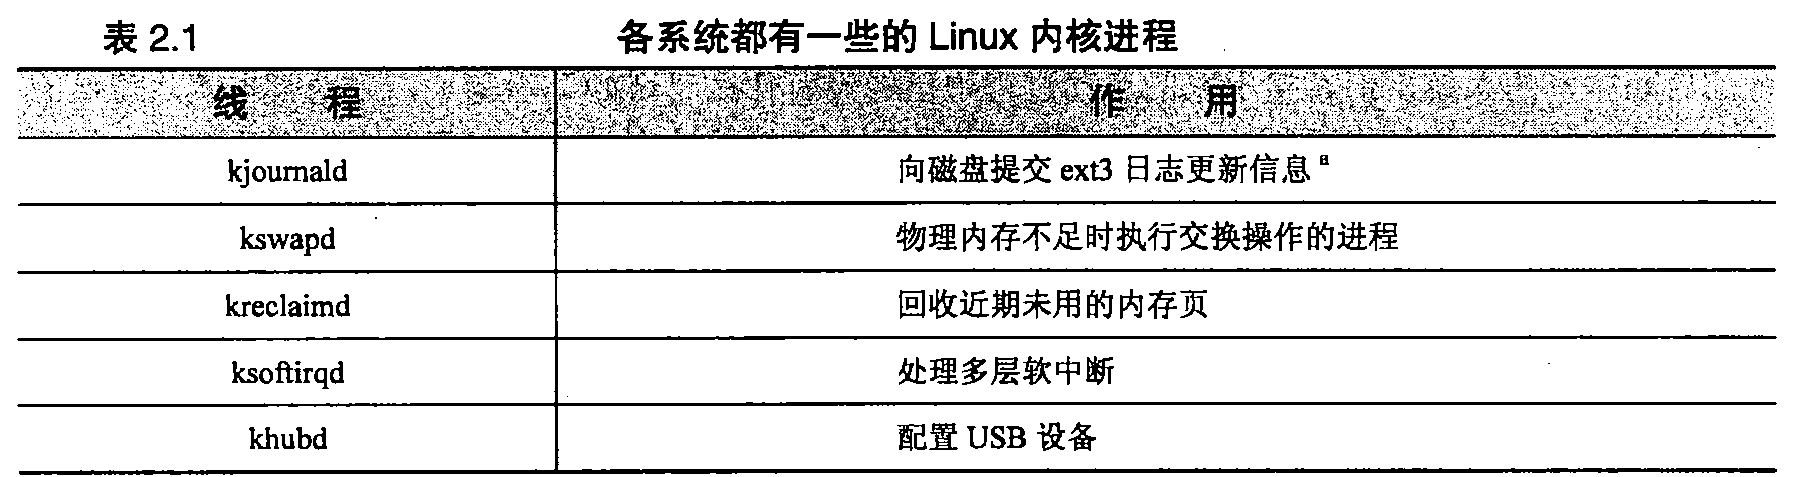 表 2.1 各系统都有一些的 Linux 内核进程
线 程 作 用
kjournald 向磁盘提交 ext3 日志更新信息 a
kswapd 物理内存不足时执行交换操作的进程
kreclaimd 回收近期未用的内存页
ksoftirqd 处理多层软中断
khubd 配置 USB 设备